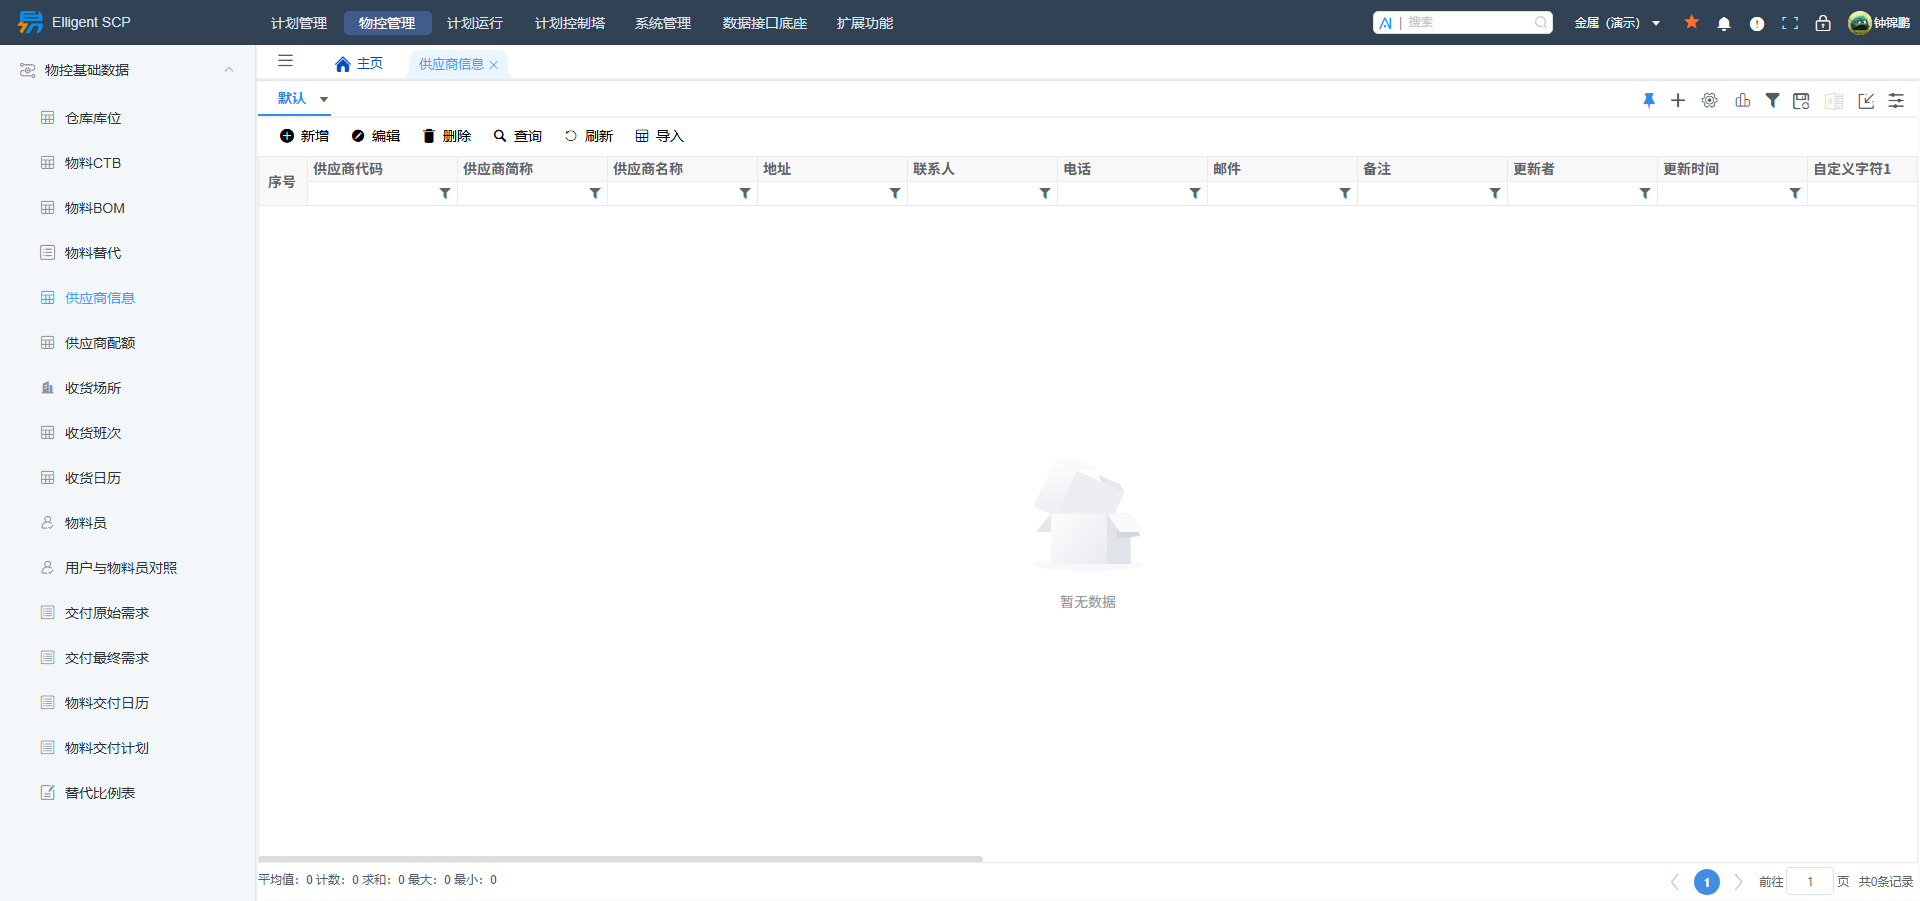 易 Elligent SCP
计划管理 物控管理 计划运行 计划控制塔 系统管理 数据接口底座 扩展功能
AI | 搜索
金属（演示）
钟锦鹏
物控基础数据
仓库库位
物料CTB
物料BOM
物料替代
供应商信息
供应商配额
收货场所
收货班次
收货日历
物料员
用户与物料员对照
交付原始需求
交付最终需求
物料交付日历
物料交付计划
替代比例表
主页 供应商信息
默认
新增 编辑 删除 查询 刷新 导入
序号 供应商代码 供应商简称 供应商名称 地址 联系人 电话 邮件 备注 更新者 更新时间 自定义字符1
暂无数据
平均值：0 计数：0 求和：0 最大：0 最小：0
1 前往 1 页 共0条记录